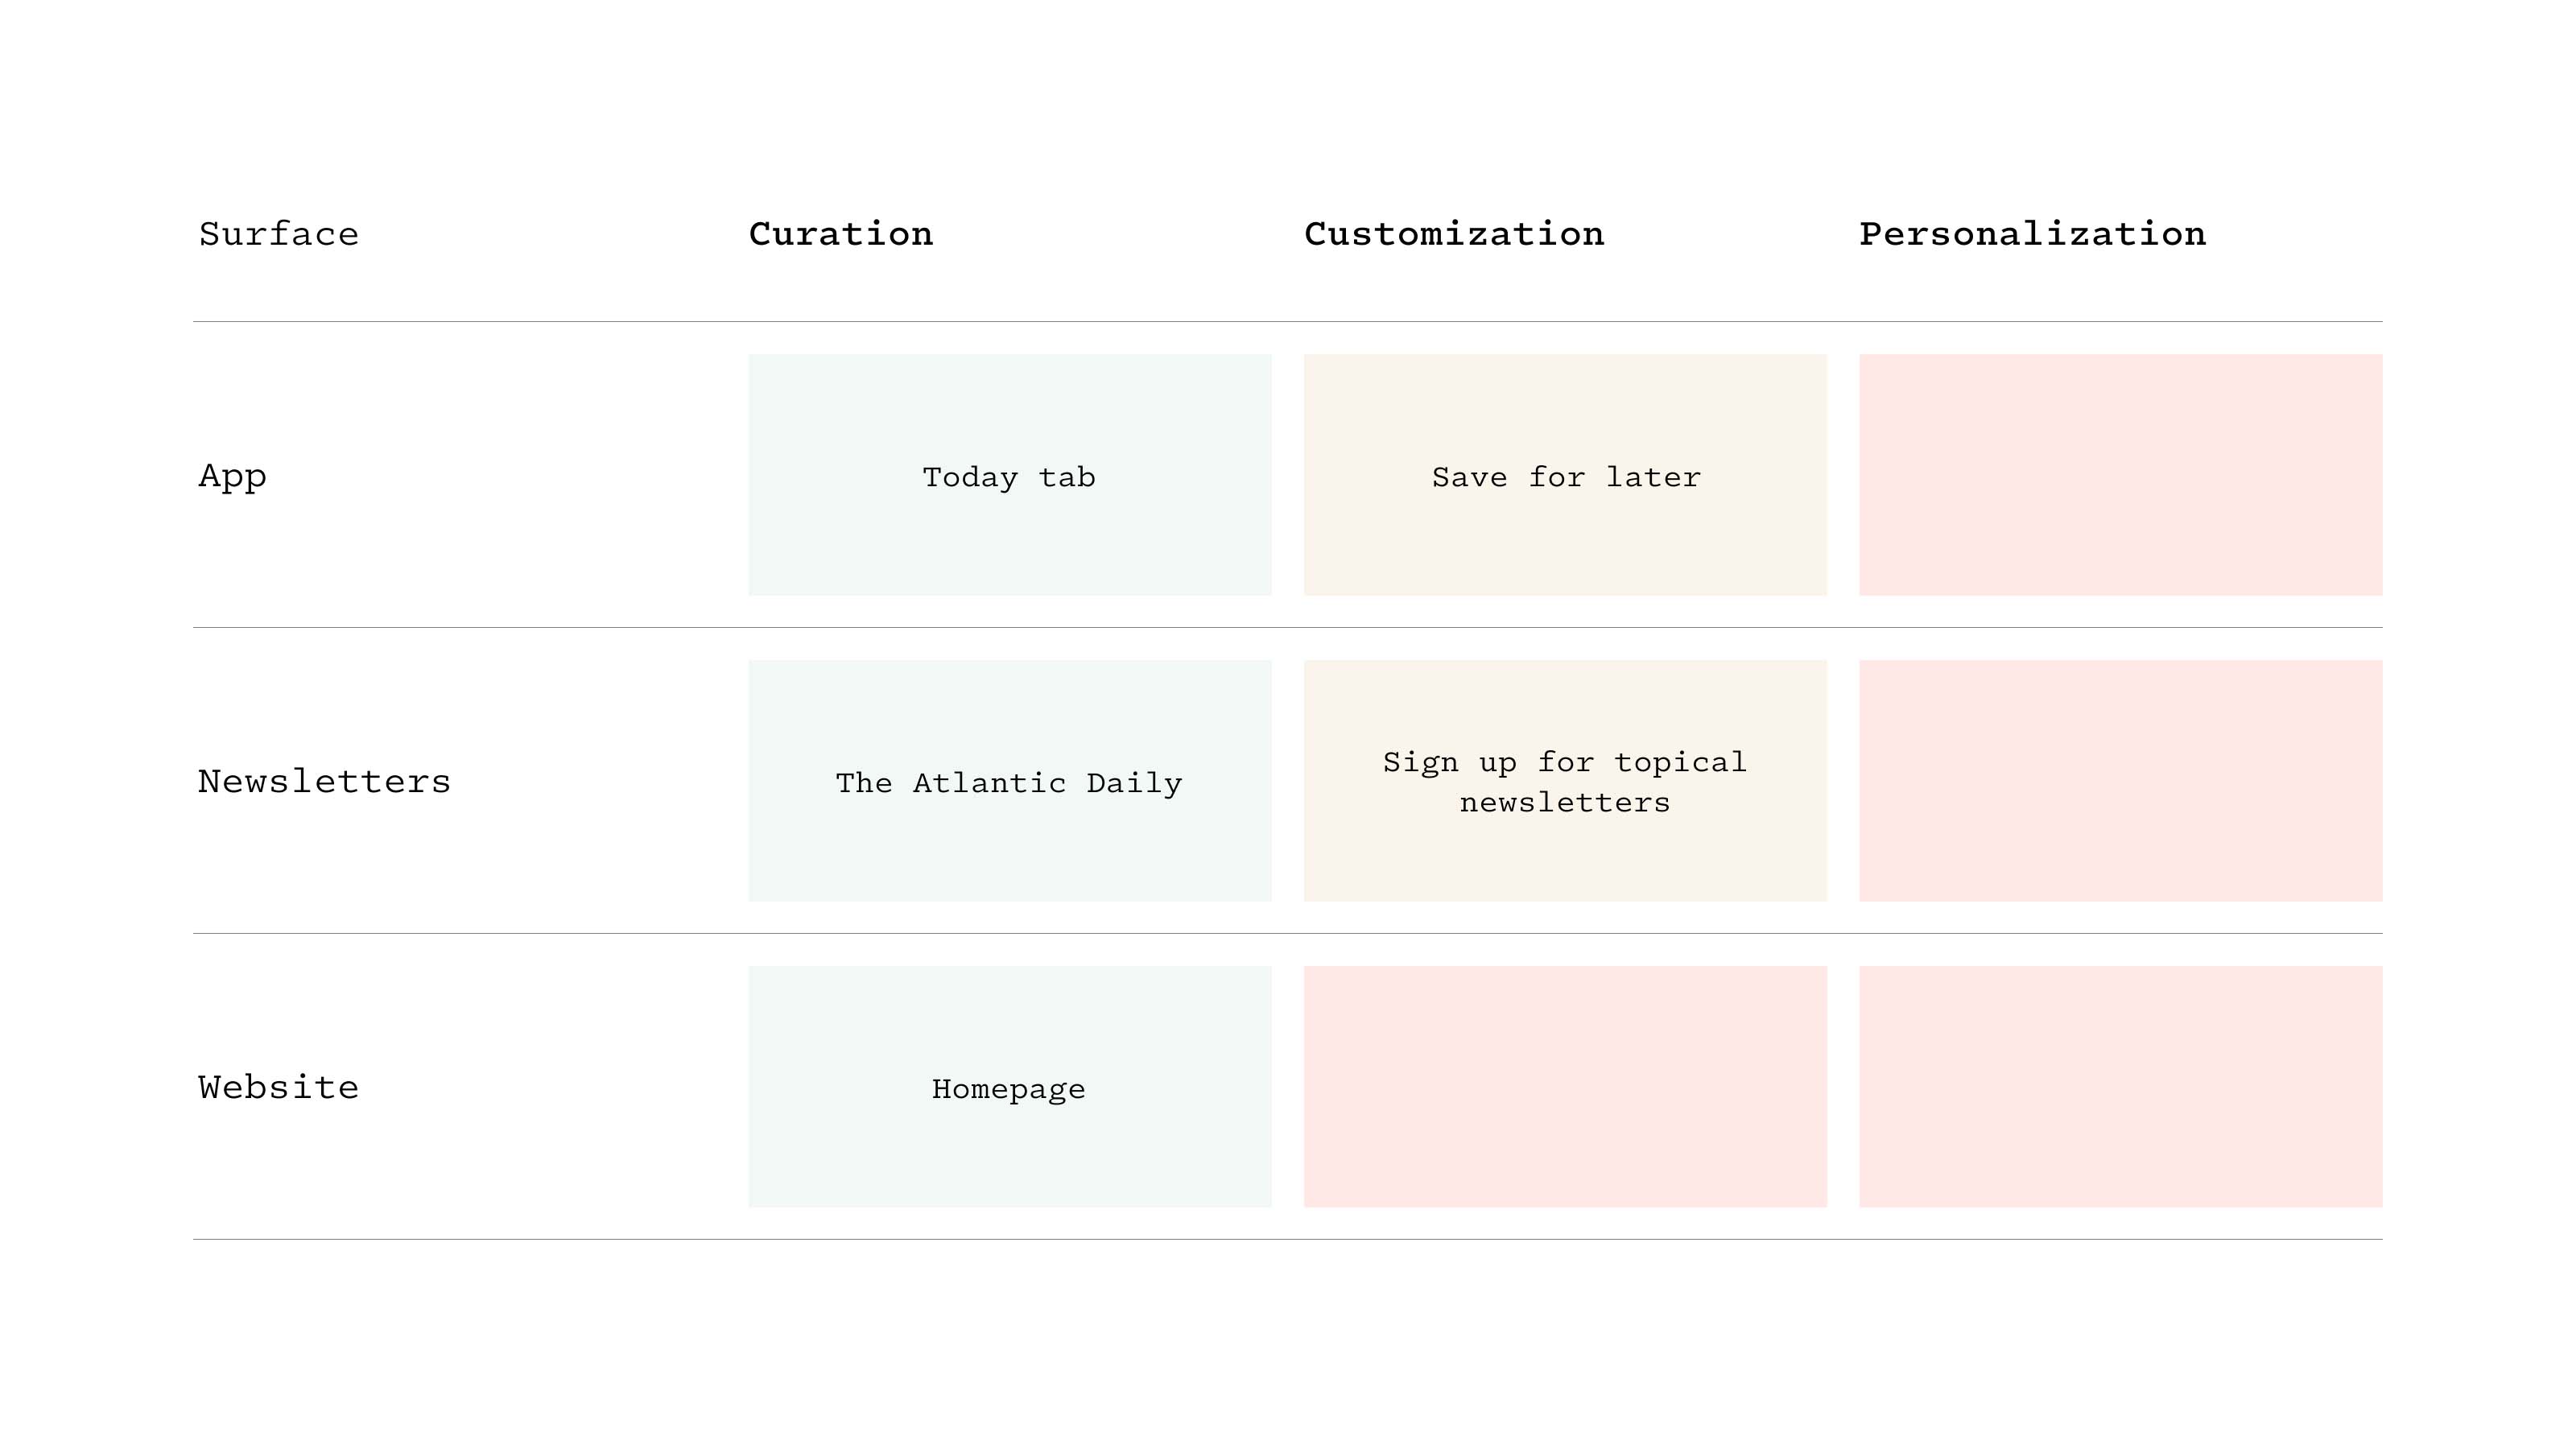 Surface
Curation
Customization
Personalization
App
Today tab
Save for later
Newsletters
The Atlantic Daily
Sign up for topical
newsletters
Website
Homepage